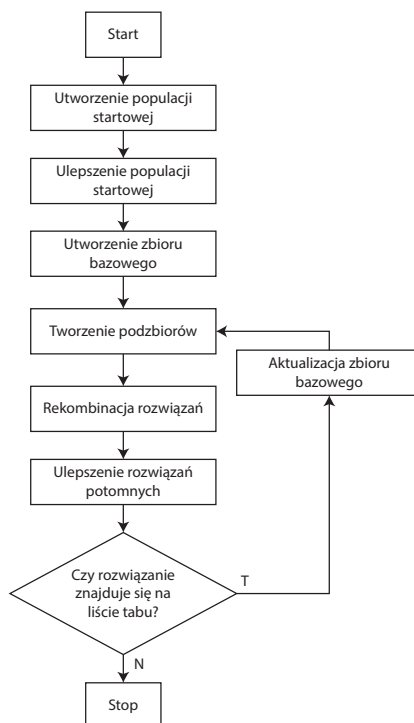 Start
Utworzenie populacji
startowej
Ulepszenie populacji
startowej
Utworzenie zbioru
bazowego
Tworzenie podzbiorów
Aktualizacja zbioru
bazowego
Rekombinacja rozwiązań
Ulepszenie rozwiązań
potomnych
Czy rozwiązanie
znajduje się na
liście tabu?
T
N
Stop